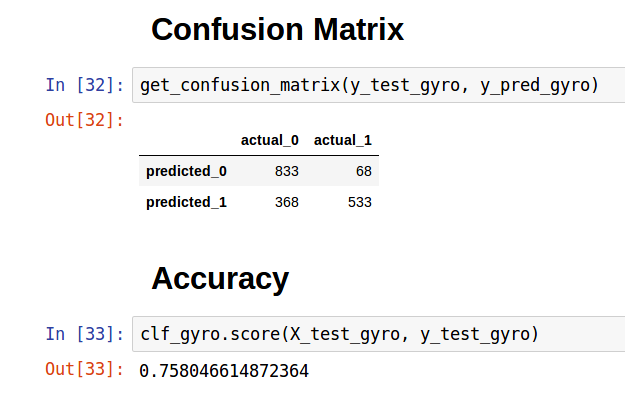 Confusion Matrix
In [32]: get_confusion_matrix(y_test_gyro, y_pred_gyro)
Out[32]:
actual_0 actual_1
predicted_0 833 68
predicted_1 368 533
Accuracy
In [33]: clf_gyro.score(X_test_gyro, y_test_gyro)
Out[33]: 0.758046614872364